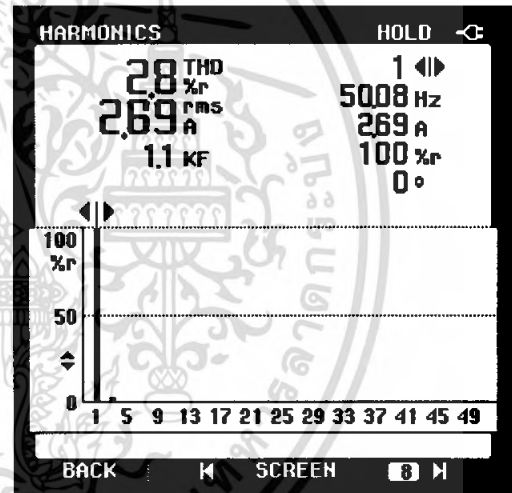 HARMONICS HOLD
2.8 THD %r
2.69 rms A
1.1 KF
1
50.08 Hz
2.69 A
100 %r
0°
100
%r
50
0
1 5 9 13 17 21 25 29 33 37 41 45 49
BACK SCREEN 8